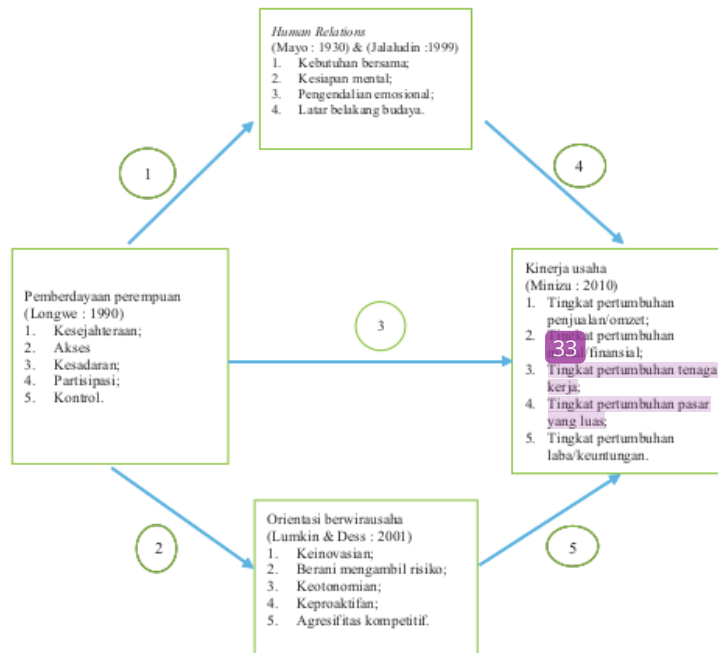 Human Relations
(Mayo : 1930) & (Jalaludin :1999)
1. Kebutuhan bersama;
2. Kesiapan mental;
3. Pengendalian emosional;
4. Latar belakang budaya.
1
4
Pemberdayaan perempuan
(Longwe : 1990)
1. Kesejahteraan;
2. Akses
3. Kesadaran;
4. Partisipasi;
5. Kontrol.
3
Kinerja usaha
(Minizu : 2010)
1. Tingkat pertumbuhan
penjualan/omzet;
2. pertumbuhan
33 /finansial;
3. Tingkat pertumbuhan tenaga
kerja;
4. Tingkat pertumbuhan pasar
yang luas;
5. Tingkat pertumbuhan
laba/keuntungan.
2
Orientasi berwirausaha
(Lumkin & Dess : 2001)
1. Keinovasian;
2. Berani mengambil risiko;
3. Keotonomian;
4. Keproaktifan;
5. Agresifitas kompetitif.
5